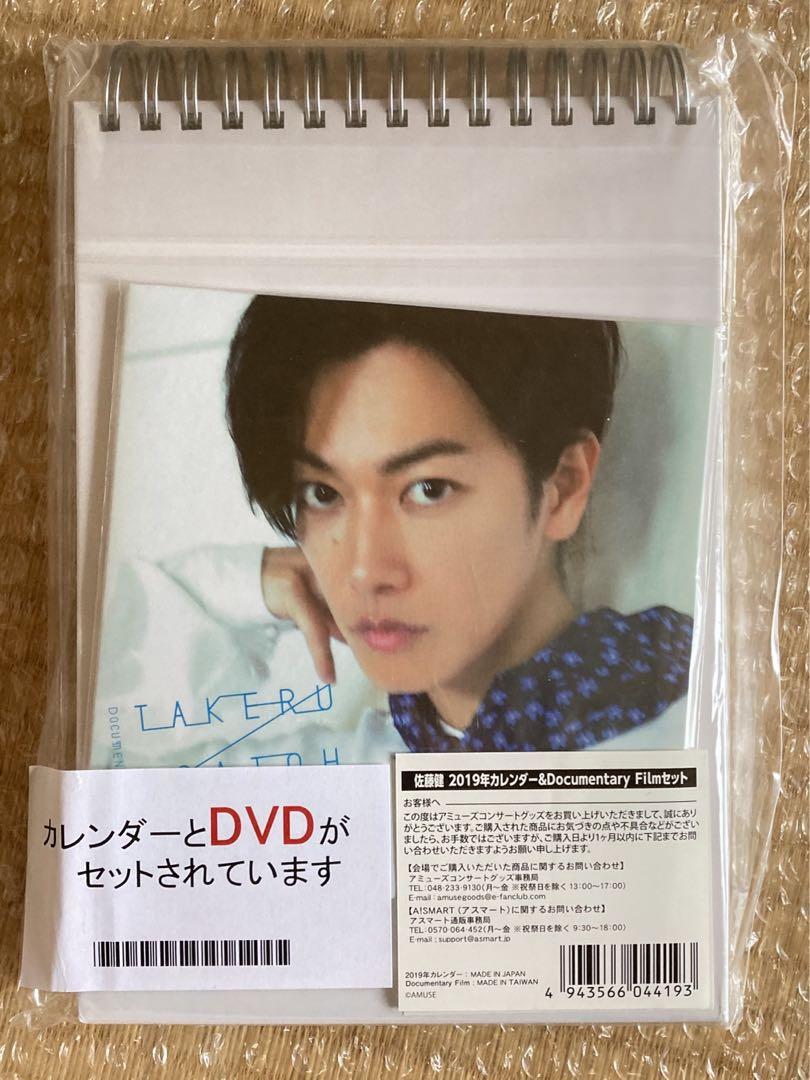 TAKERU
DOCUMEN
カレンダーとDVDが
セットされています
佐藤健 2019年カレンダー&Documentary Filmセット
お客様へ
この度はアミューズコンサートグッズをお買い上げいただきまして、誠にあり
がとうございます。ご購入された商品にお気づきの点や不具合などがござい
ましたら、お手数ではございますが、ご購入日より1ヶ月以内に下記までお問
い合わせいただきますようお願い申し上げます。
【会場でご購入いただいた商品に関するお問い合わせ】
アミューズコンサートグッズ事務局
TEL:048-233-9130(月〜金 ※祝祭日を除く 13:00〜17:00)
E-mail : amusegoods@e-fanclub.com
【A!SMART（アスマート）に関するお問い合わせ】
アスマート通販事務局
TEL:0570-064-452(月〜金 ※祝祭日を除く 9:30〜18:00)
E-mail : support@asmart.jp
2019年カレンダー : MADE IN JAPAN
Documentary Film : MADE IN TAIWAN
©AMUSE
4 943566 044193